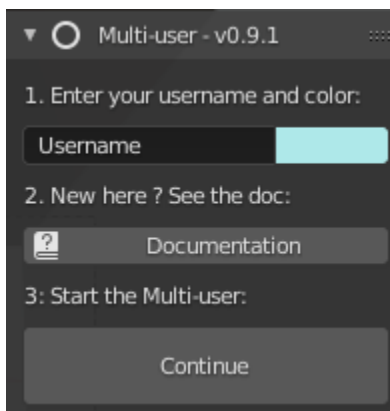 Multi-user - v0.9.1
1. Enter your username and color:
Username
2. New here ? See the doc:
Documentation
3: Start the Multi-user:
Continue